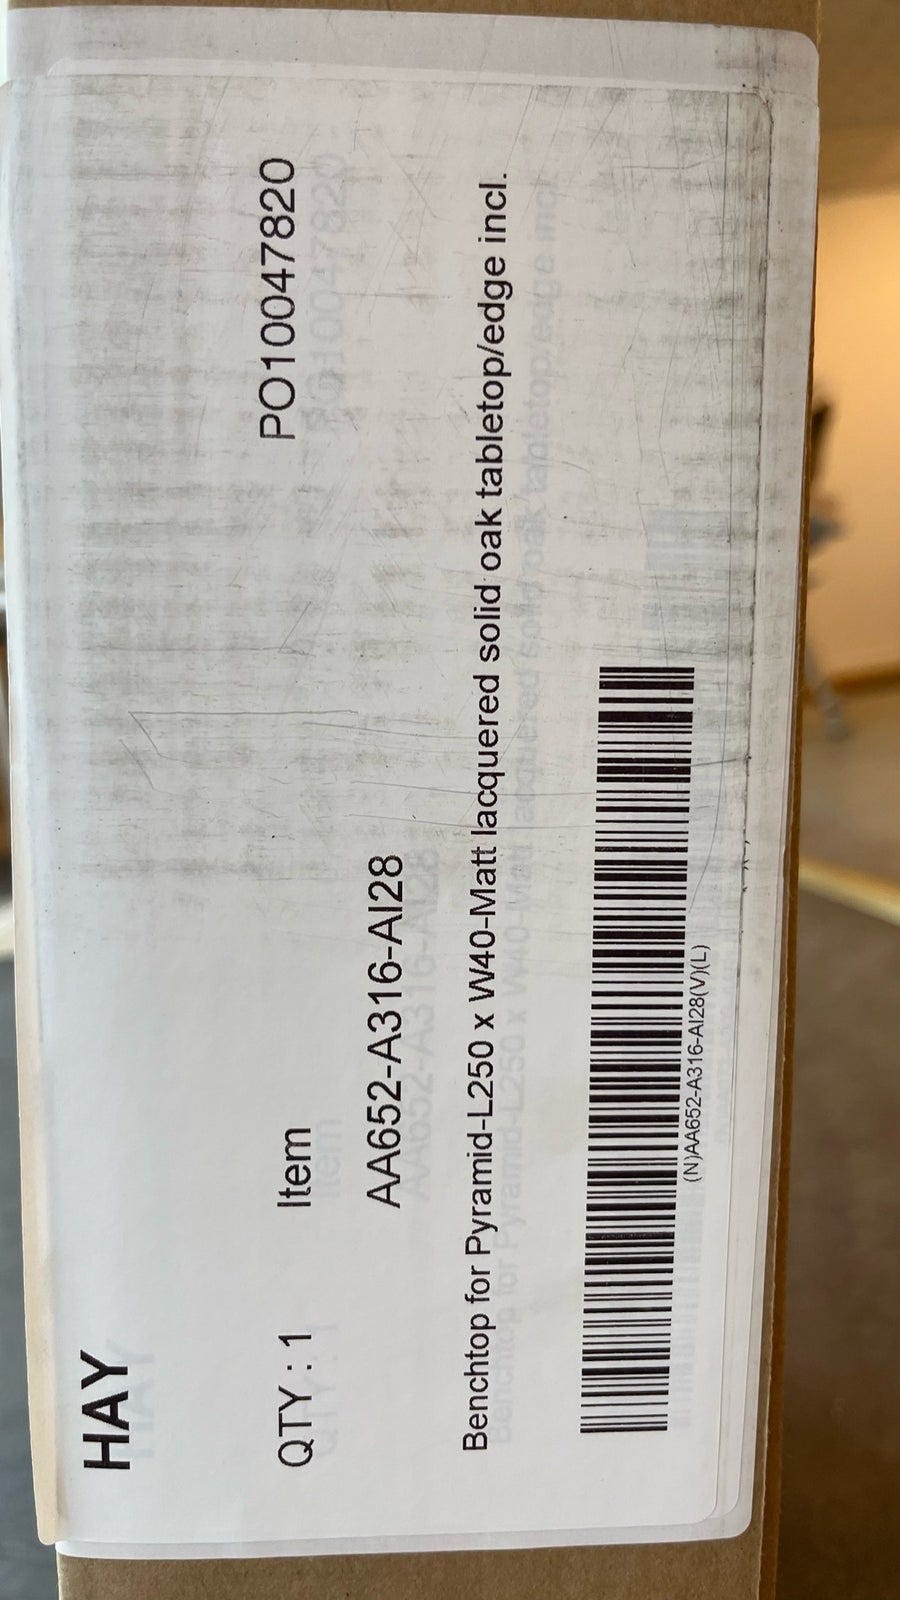 HAY
QTY : 1 Item PO10047820
AA652-A316-AI28
Benchtop for Pyramid-L250 x W40-Matt lacquered solid oak tabletop/edge incl.
(N)AA652-A316-AI28(V)(L)